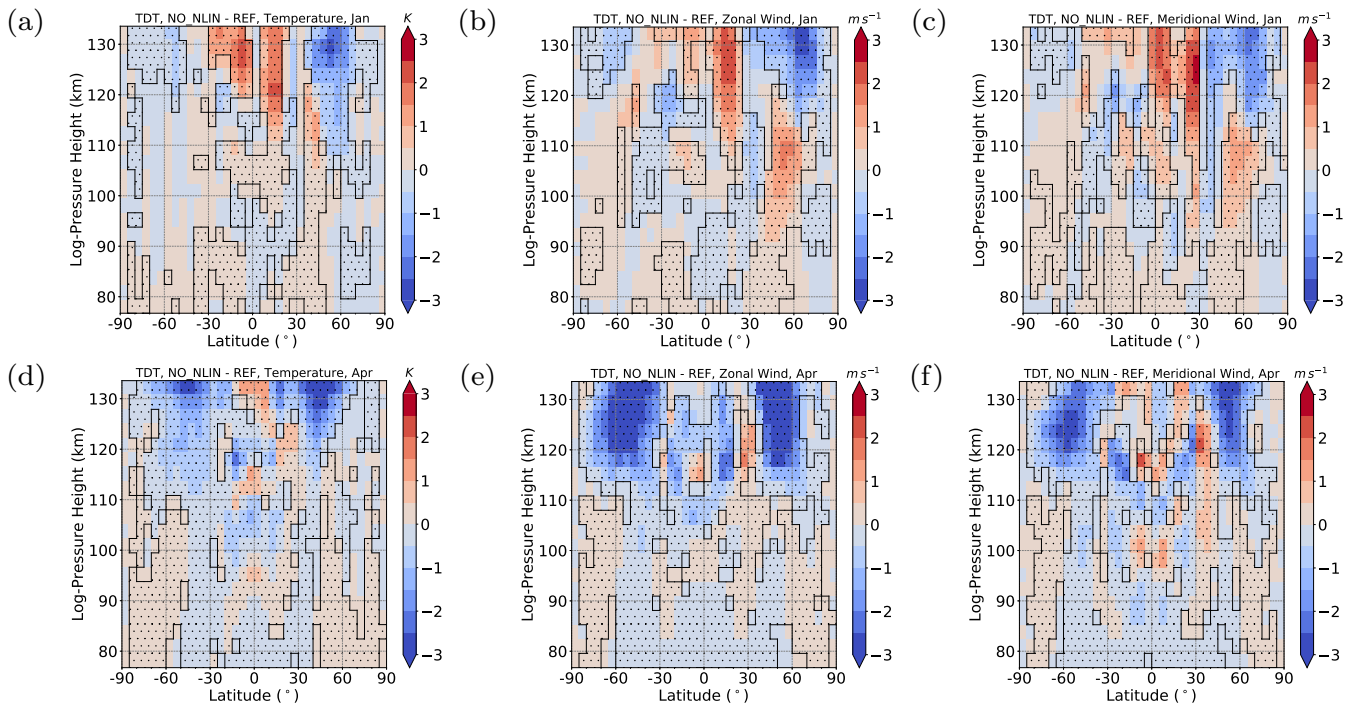 (a)
TDT, NO_NLIN - REF, Temperature, Jan
K
Log-Pressure Height (km)
130
120
110
100
90
80
-90 -60 -30 0 30 60 90
Latitude (°)
3
2
1
0
−1
−2
−3
(b)
TDT, NO_NLIN - REF, Zonal Wind, Jan
m s⁻¹
Log-Pressure Height (km)
130
120
110
100
90
80
-90 -60 -30 0 30 60 90
Latitude (°)
3
2
1
0
−1
−2
−3
(c)
TDT, NO_NLIN - REF, Meridional Wind, Jan
m s⁻¹
Log-Pressure Height (km)
130
120
110
100
90
80
-90 -60 -30 0 30 60 90
Latitude (°)
3
2
1
0
−1
−2
−3
(d)
TDT, NO_NLIN - REF, Temperature, Apr
K
Log-Pressure Height (km)
130
120
110
100
90
80
-90 -60 -30 0 30 60 90
Latitude (°)
3
2
1
0
−1
−2
−3
(e)
TDT, NO_NLIN - REF, Zonal Wind, Apr
m s⁻¹
Log-Pressure Height (km)
130
120
110
100
90
80
-90 -60 -30 0 30 60 90
Latitude (°)
3
2
1
0
−1
−2
−3
(f)
TDT, NO_NLIN - REF, Meridional Wind, Apr
m s⁻¹
Log-Pressure Height (km)
130
120
110
100
90
80
-90 -60 -30 0 30 60 90
Latitude (°)
3
2
1
0
−1
−2
−3